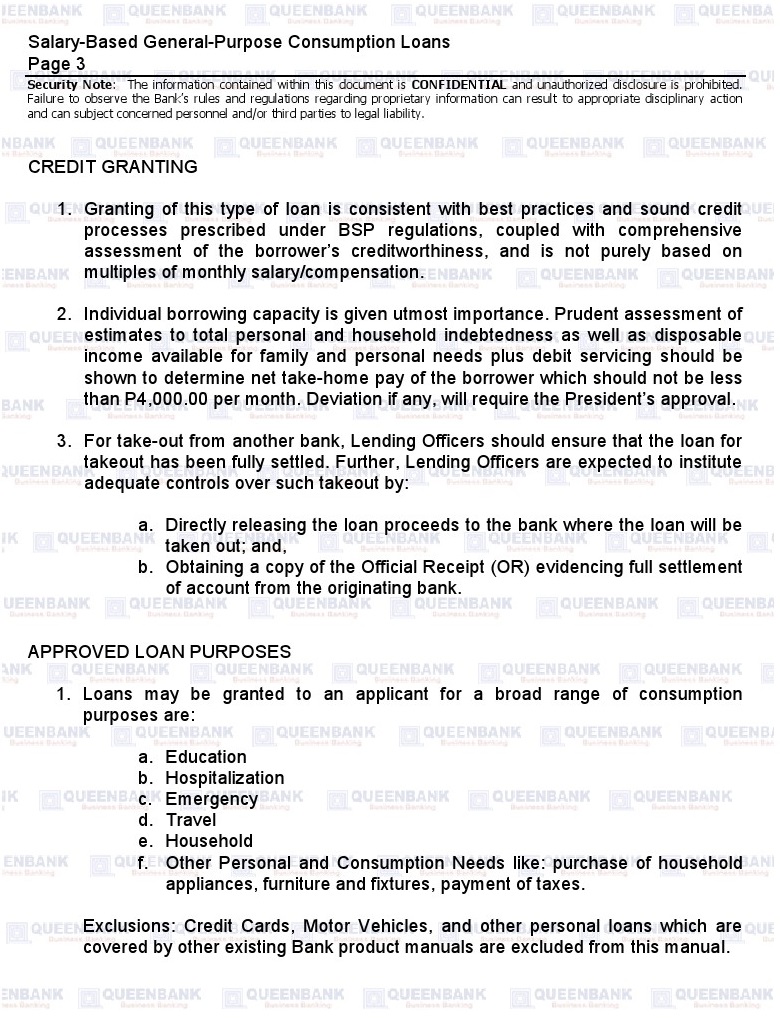 Salary-Based General-Purpose Consumption Loans
Page 3
Security Note: The information contained within this document is CONFIDENTIAL and unauthorized disclosure is prohibited.
Failure to observe the Bank's rules and regulations regarding proprietary information can result to appropriate disciplinary action
and can subject concerned personnel and/or third parties to legal liability.
CREDIT GRANTING
1. Granting of this type of loan is consistent with best practices and sound credit
processes prescribed under BSP regulations, coupled with comprehensive
assessment of the borrower's creditworthiness, and is not purely based on
multiples of monthly salary/compensation.
2. Individual borrowing capacity is given utmost importance. Prudent assessment of
estimates to total personal and household indebtedness as well as disposable
income available for family and personal needs plus debit servicing should be
shown to determine net take-home pay of the borrower which should not be less
than P4,000.00 per month. Deviation if any, will require the President's approval.
3. For take-out from another bank, Lending Officers should ensure that the loan for
takeout has been fully settled. Further, Lending Officers are expected to institute
adequate controls over such takeout by:
a. Directly releasing the loan proceeds to the bank where the loan will be
taken out; and,
b. Obtaining a copy of the Official Receipt (OR) evidencing full settlement
of account from the originating bank.
APPROVED LOAN PURPOSES
1. Loans may be granted to an applicant for a broad range of consumption
purposes are:
a. Education
b. Hospitalization
c. Emergency
d. Travel
e. Household
f. Other Personal and Consumption Needs like: purchase of household
appliances, furniture and fixtures, payment of taxes.
Exclusions: Credit Cards, Motor Vehicles, and other personal loans which are
covered by other existing Bank product manuals are excluded from this manual.
QUEENBANK
Business Banking